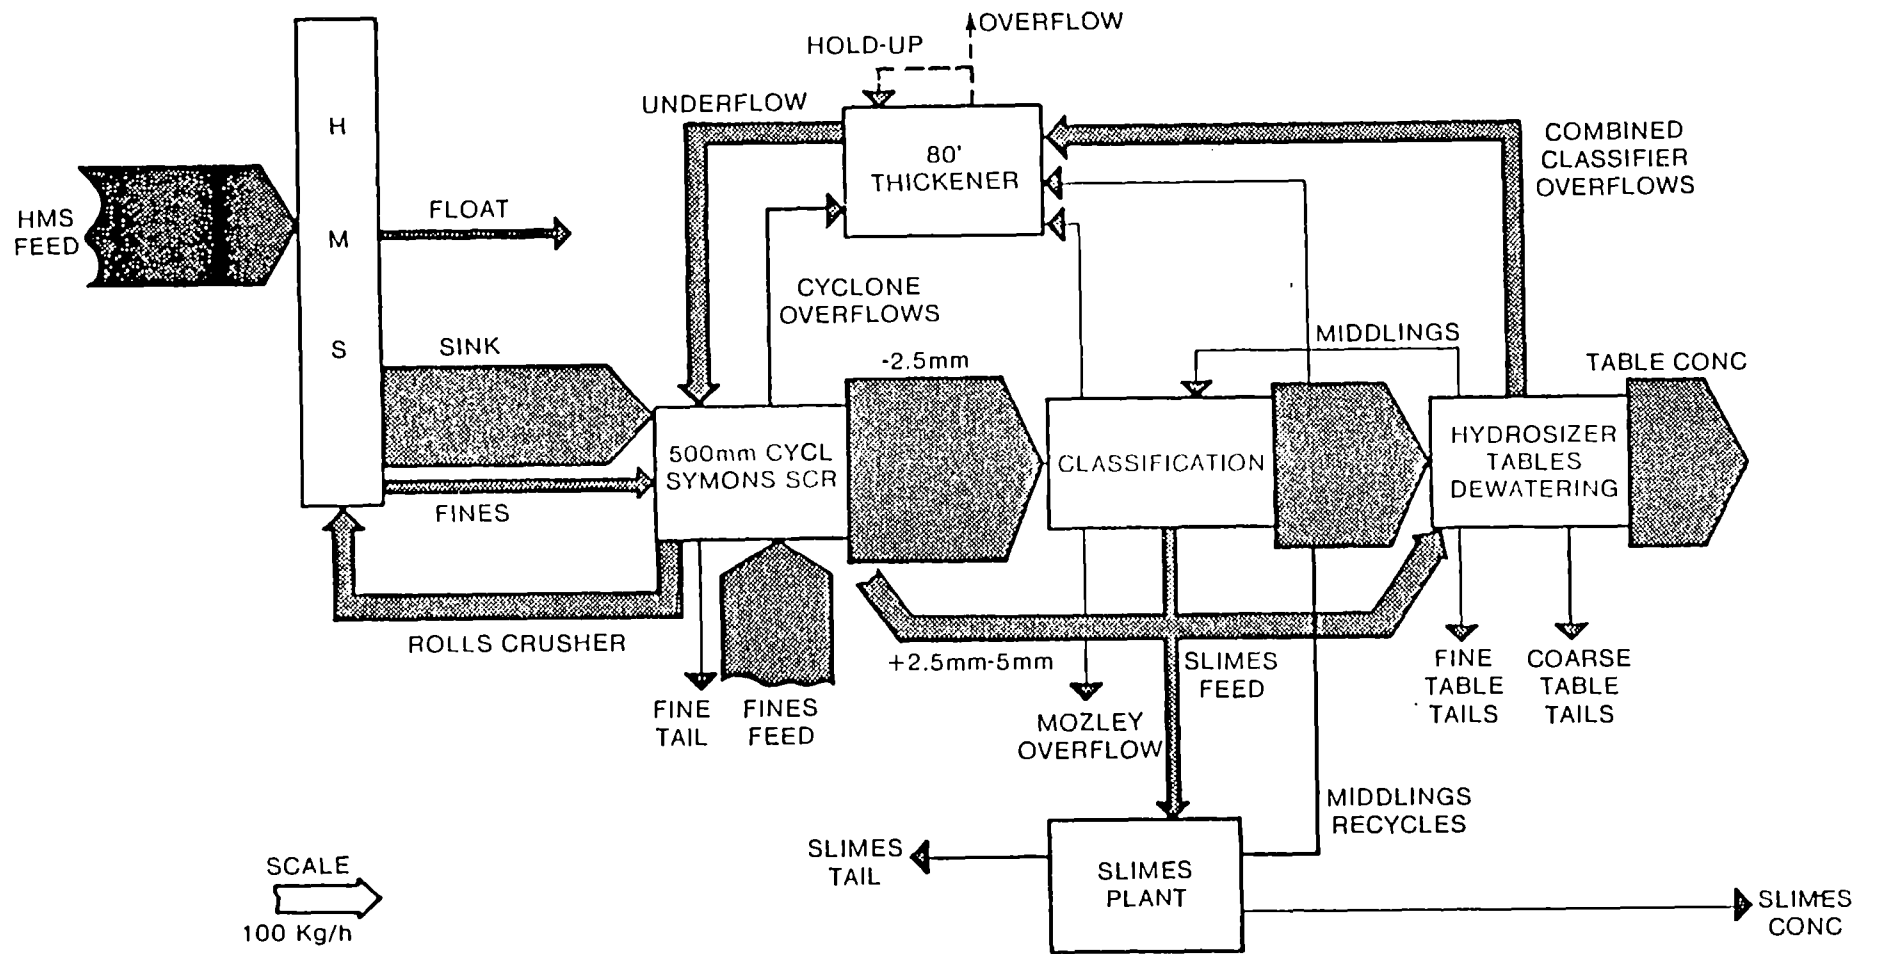 OVERFLOW
HOLD-UP
UNDERFLOW
H
M
S
HMS
FEED
FLOAT
80'
THICKENER
COMBINED
CLASSIFIER
OVERFLOWS
CYCLONE
OVERFLOWS
SINK
-2.5mm
MIDDLINGS
TABLE CONC
500mm CYCL
SYMONS SCR
CLASSIFICATION
HYDROSIZER
TABLES
DEWATERING
FINES
ROLLS CRUSHER
+2.5mm-5mm
SLIMES
FEED
FINE
TABLE
TAILS
COARSE
TABLE
TAILS
FINE
TAIL
FINES
FEED
MOZLEY
OVERFLOW
MIDDLINGS
RECYCLES
SLIMES
TAIL
SLIMES
PLANT
SLIMES
CONC
SCALE
100 Kg/h